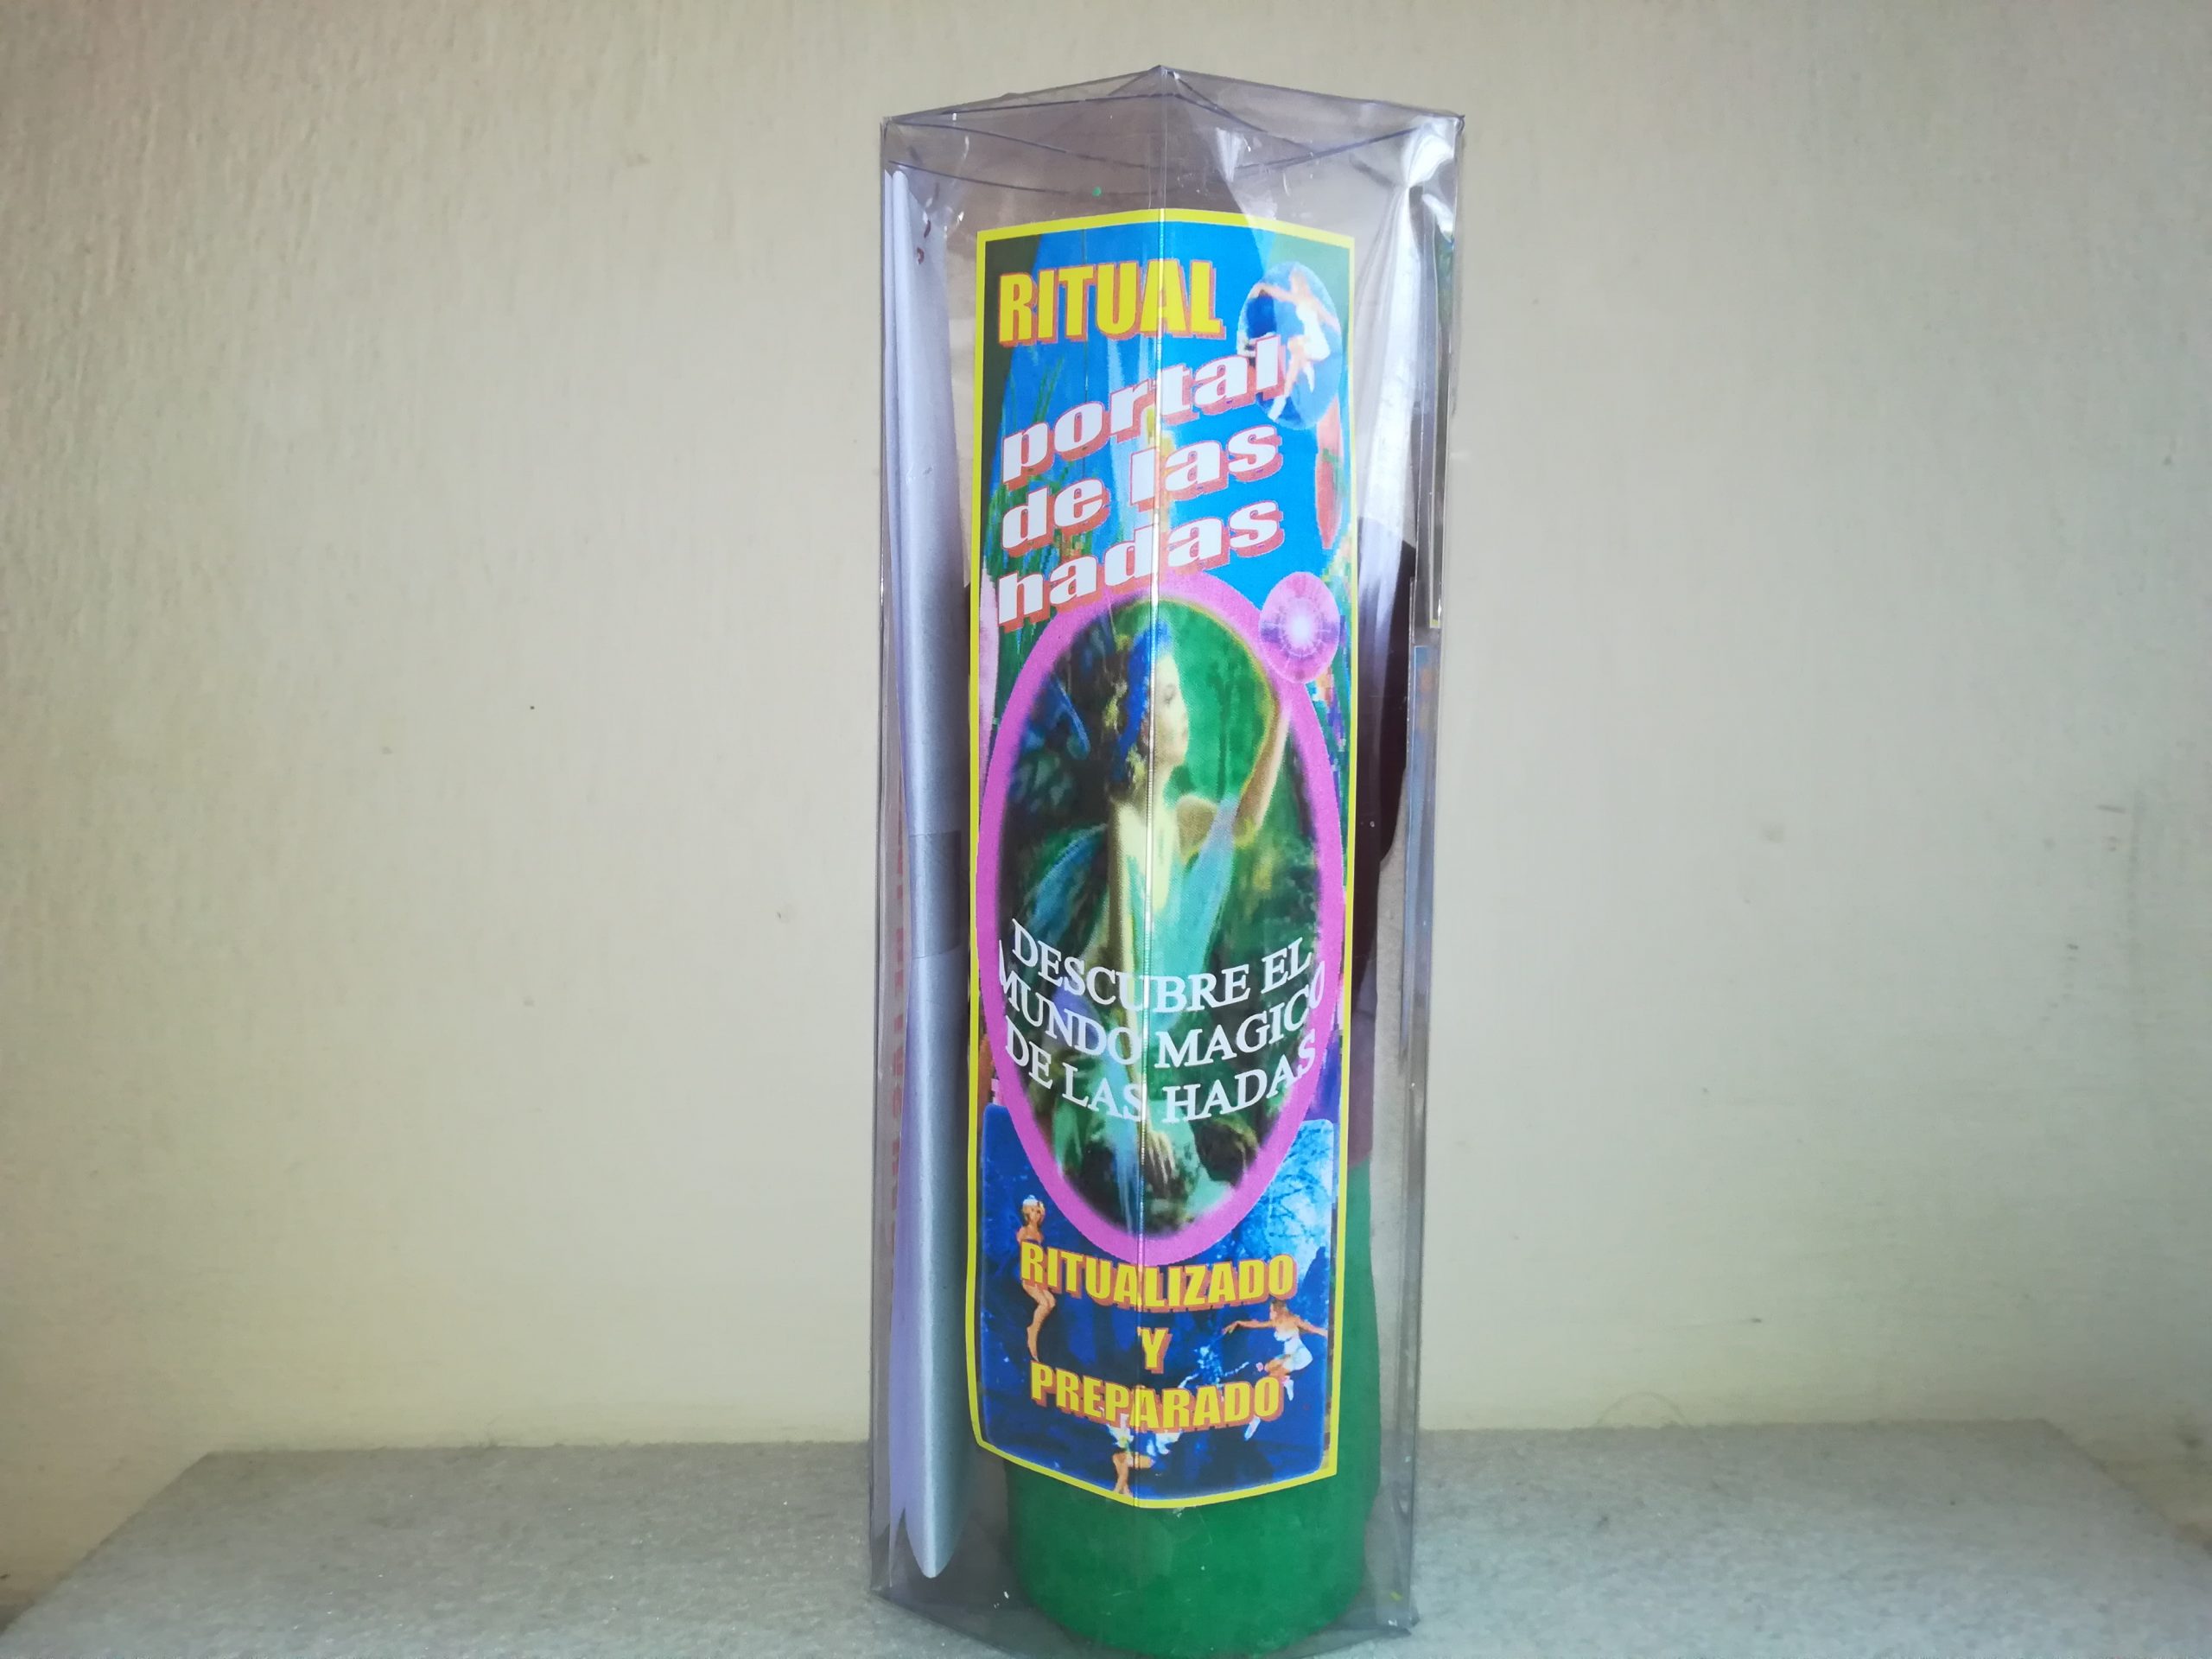 RITUAL
portal
de las
hadas
DESCUBRE EL
MUNDO MAGICO
DE LAS HADAS
RITUALIZADO
Y
PREPARADO